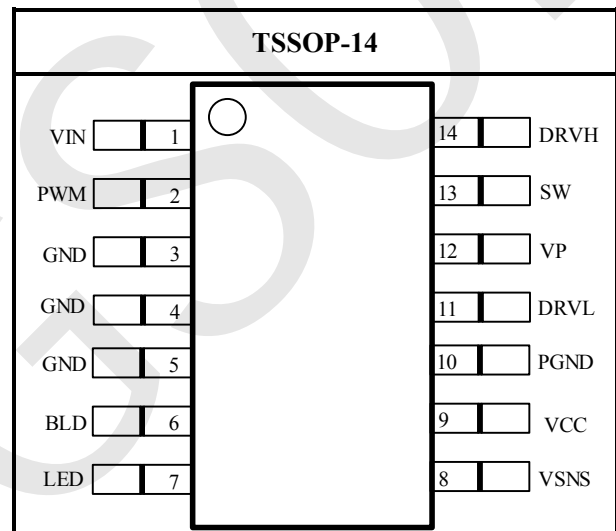 TSSOP-14
VIN 1 14 DRVH
PWM 2 13 SW
GND 3 12 VP
GND 4 11 DRVL
GND 5 10 PGND
BLD 6 9 VCC
LED 7 8 VSNS